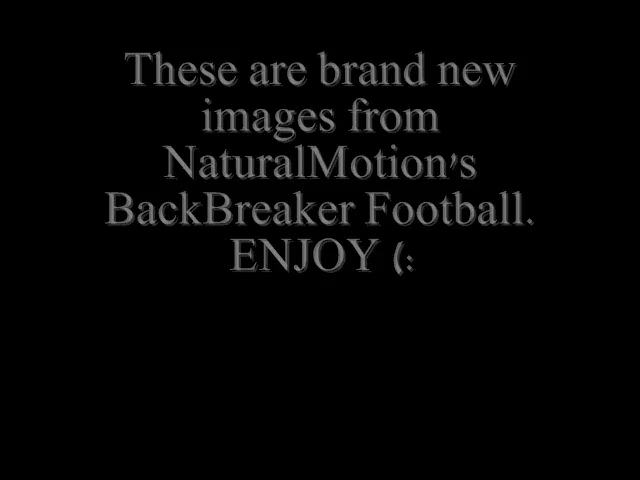 These are brand new
images from
NaturalMotion's
BackBreaker Football.
ENJOY (: